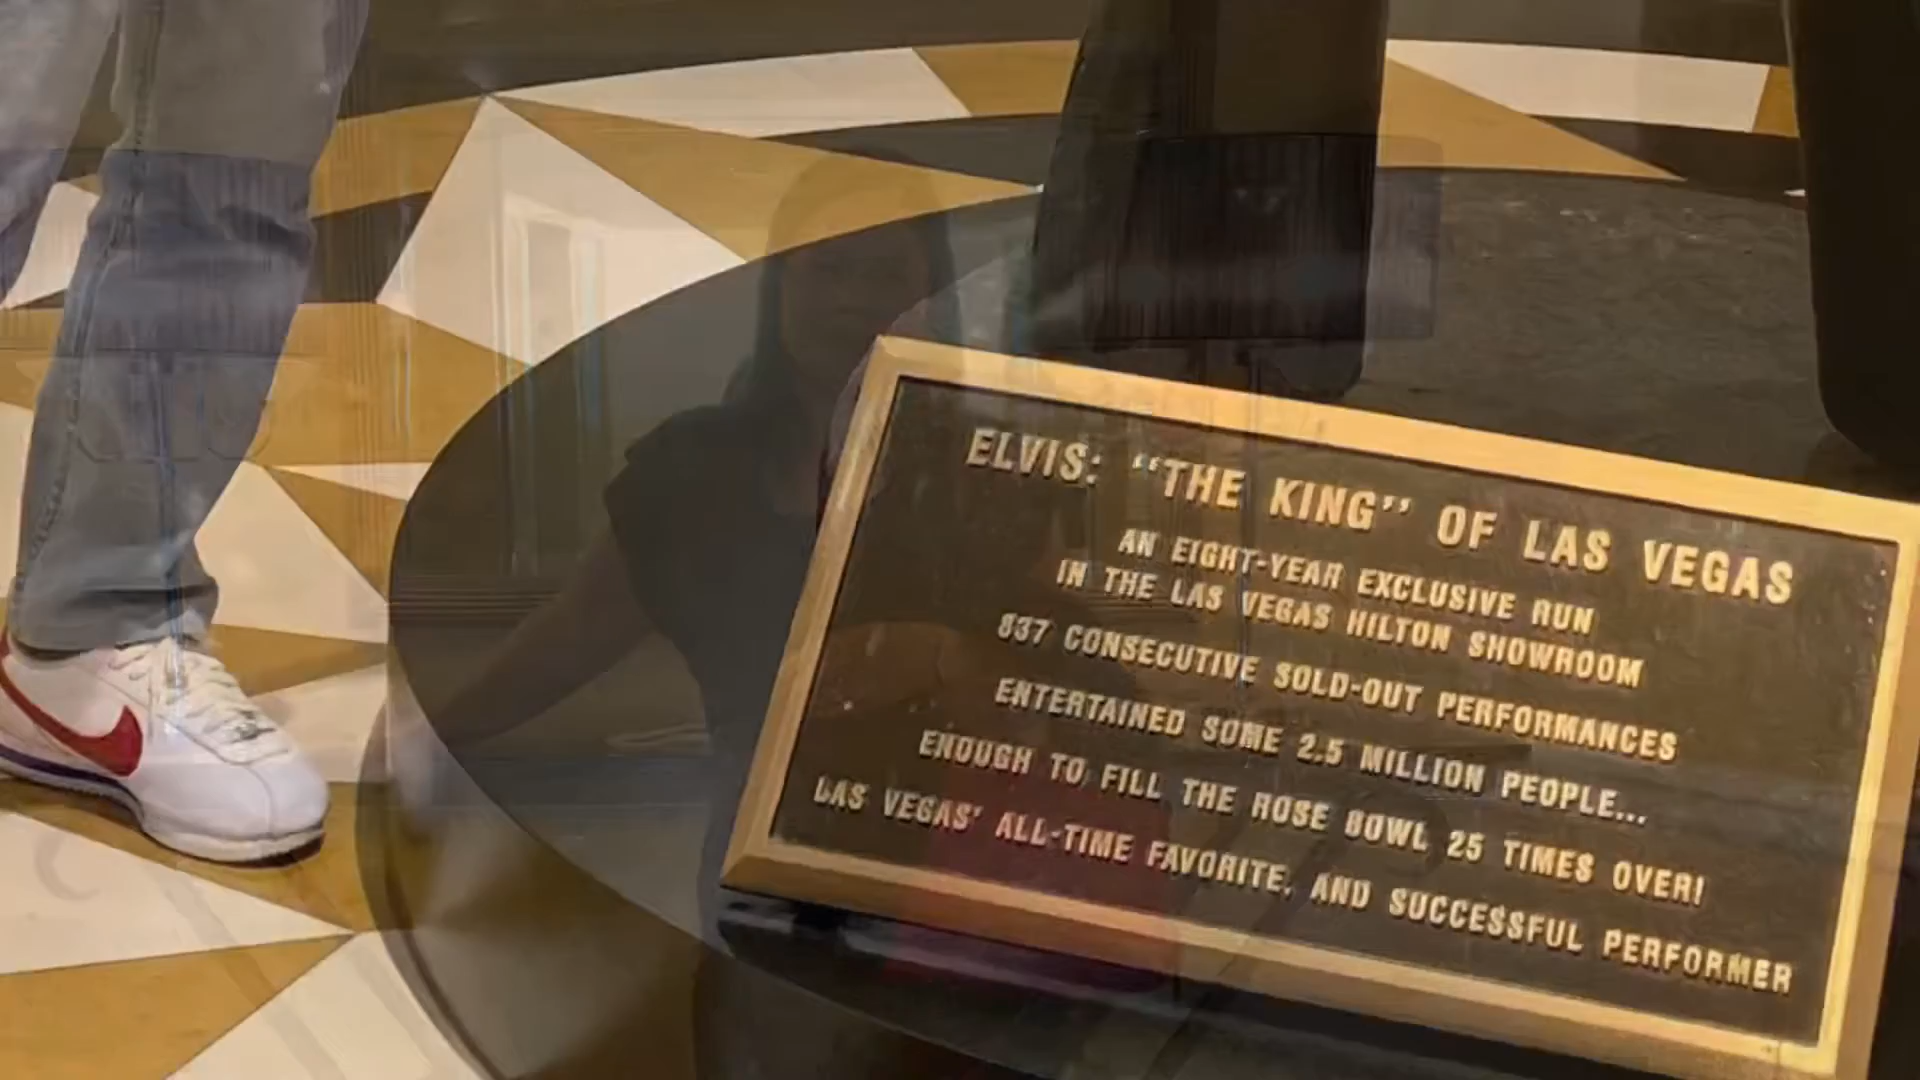 ELVIS: "THE KING" OF LAS VEGAS
AN EIGHT-YEAR EXCLUSIVE RUN
IN THE LAS VEGAS HILTON SHOWROOM
837 CONSECUTIVE SOLD-OUT PERFORMANCES
ENTERTAINED SOME 2.5 MILLION PEOPLE...
ENOUGH TO FILL THE ROSE BOWL 25 TIMES OVER!
LAS VEGAS' ALL-TIME FAVORITE, AND SUCCESSFUL PERFORMER